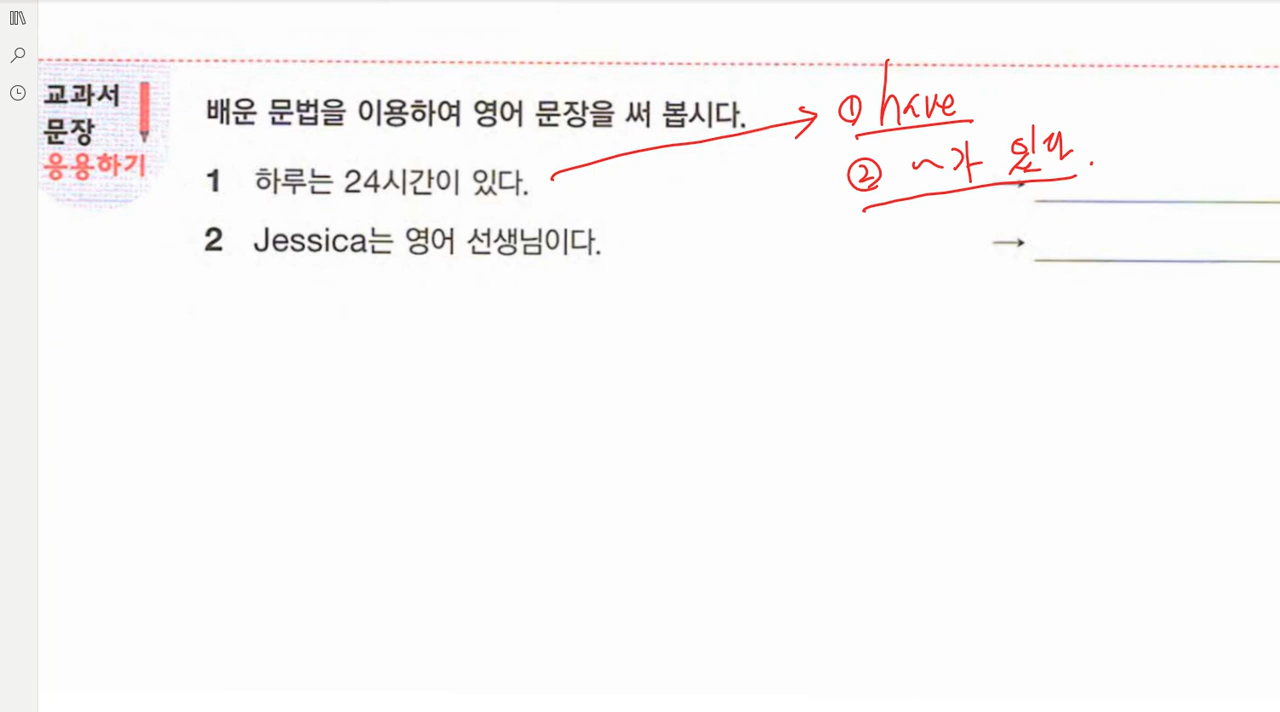 교과서
문장
응용하기
배운 문법을 이용하여 영어 문장을 써 봅시다.
① have
② ~가 있다.
1 하루는 24시간이 있다.
2 Jessica는 영어 선생님이다. →